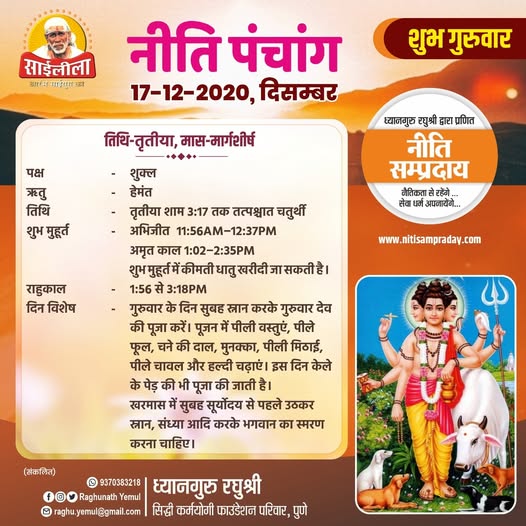 साईलीला
नीति पंचांग
शुभ गुरुवार
17-12-2020, दिसम्बर
ध्यानगुरु रघुश्री द्वारा प्रणित
नीति
सम्प्रदाय
नैतिकता से रहेंगे ...
सेवा धर्म अपनायेंगे...
www.nitisampraday.com
तिथि-तृतीया, मास-मार्गशीर्ष
पक्ष - शुक्ल
ऋतु - हेमंत
तिथि - तृतीया शाम 3:17 तक तत्पश्चात चतुर्थी
शुभ मुहूर्त - अभिजीत 11:56AM–12:37PM
अमृत काल 1:02–2:35PM
शुभ मुहूर्त में कीमती धातु खरीदी जा सकती है।
राहुकाल - 1:56 से 3:18PM
दिन विशेष - गुरुवार के दिन सुबह स्नान करके गुरुवार देव
की पूजा करें। पूजन में पीली वस्तुएं, पीले
फूल, चने की दाल, मुनक्का, पीली मिठाई,
पीले चावल और हल्दी चढ़ाएं। इस दिन केले
के पेड़ की भी पूजा की जाती है।
खरमास में सुबह सूर्योदय से पहले उठकर
स्नान, संध्या आदि करके भगवान का स्मरण
करना चाहिए।
(संकलित)
9370383218
Raghunath Yemul
raghu.yemul@gmail.com
ध्यानगुरु रघुश्री
सिद्धी कर्मयोगी फाउंडेशन परिवार, पुणे